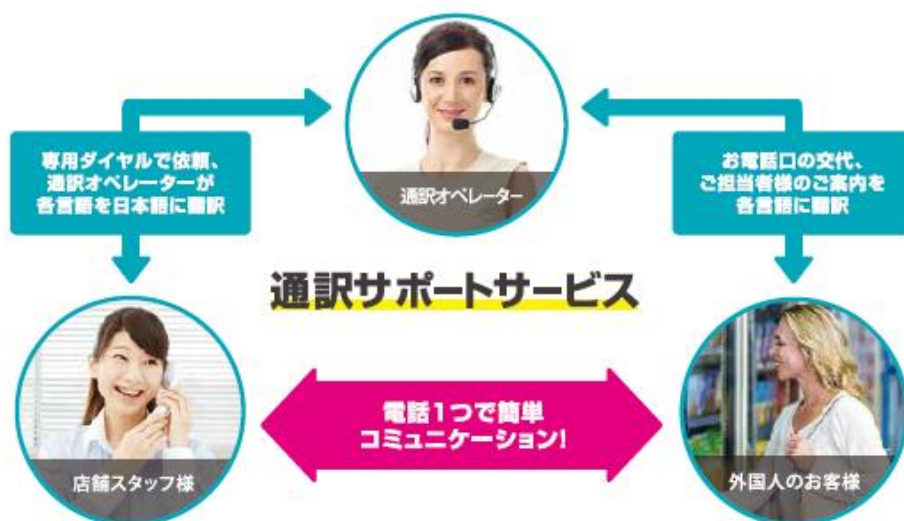 通訳オペレーター
専用ダイヤルで依頼、
通訳オペレーターが
各言語を日本語に翻訳
お電話口の交代、
ご担当者様のご案内を
各言語に翻訳
通訳サポートサービス
電話1つで簡単
コミュニケーション!
店舗スタッフ様
外国人のお客様